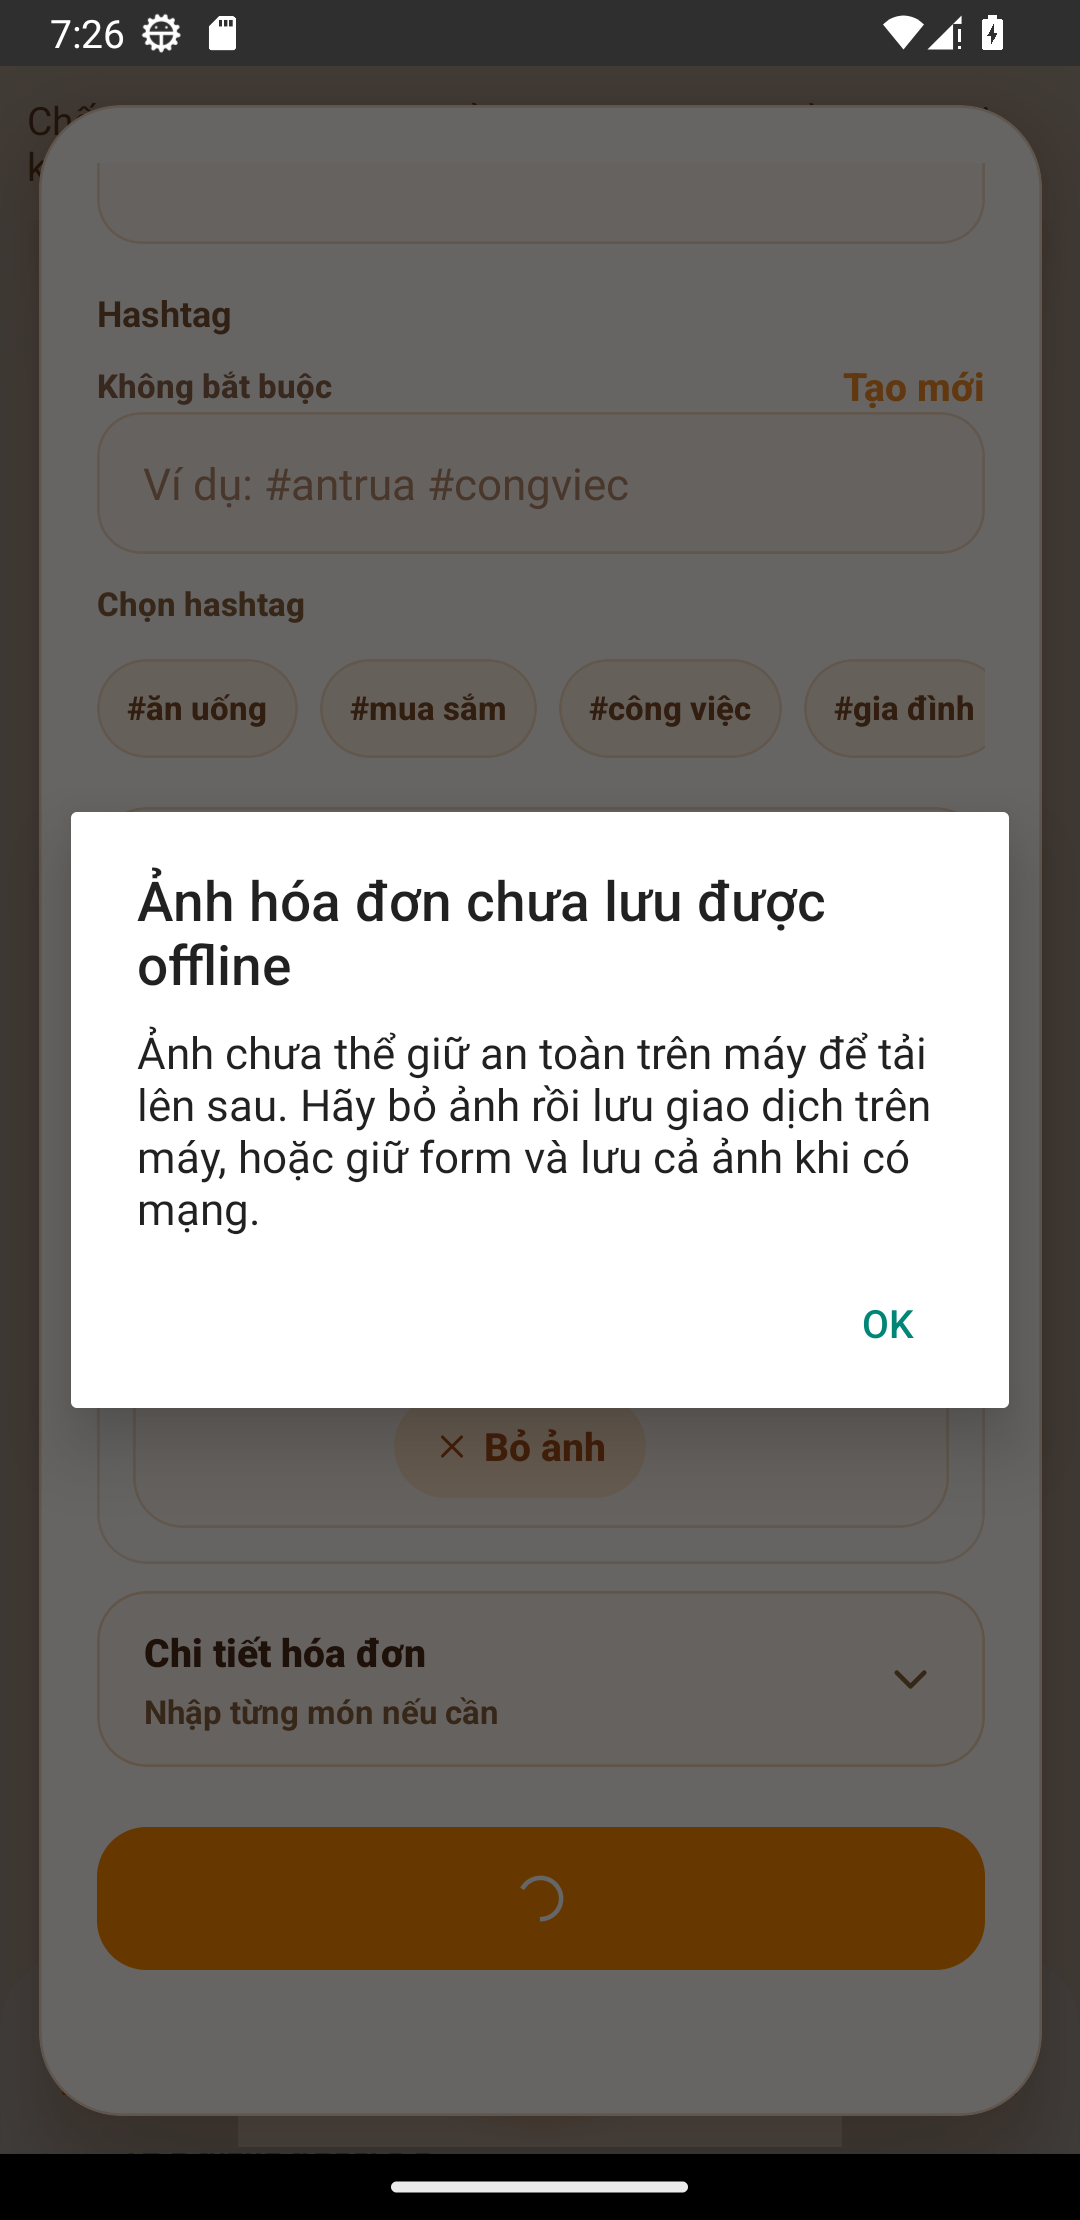 7:26
Hashtag
Không bắt buộc
Tạo mới
Ví dụ: #antrua #congviec
Chọn hashtag
#ăn uống #mua sắm #công việc #gia đình
Ảnh hóa đơn chưa lưu được
offline
Ảnh chưa thể giữ an toàn trên máy để tải
lên sau. Hãy bỏ ảnh rồi lưu giao dịch trên
máy, hoặc giữ form và lưu cả ảnh khi có
mạng.
OK
Bỏ ảnh
Chi tiết hóa đơn
Nhập từng món nếu cần